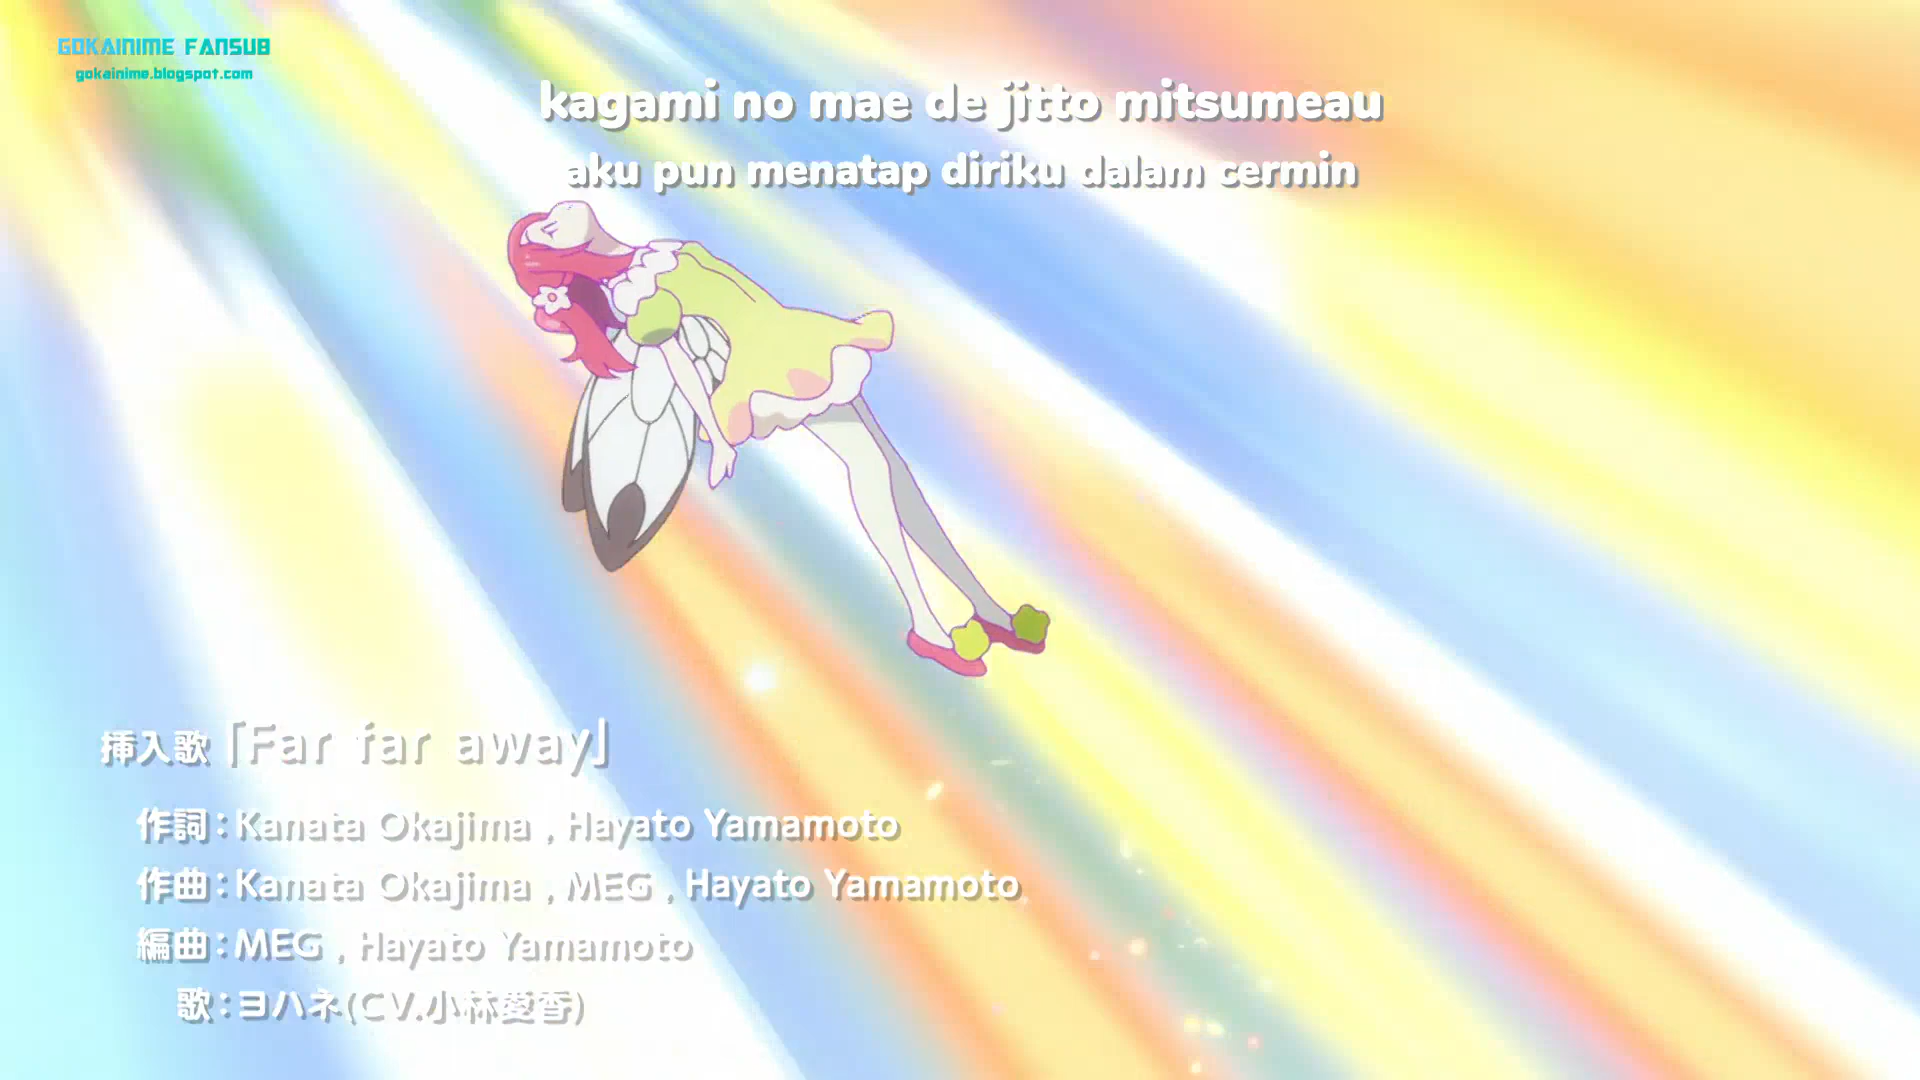 GOKAINIME FANSUB
gokainime.blogspot.com
kagami no mae de jitto mitsumeau
aku pun menatap diriku dalam cermin
挿入歌「Far far away」
作詞：Kanata Okajima , Hayato Yamamoto
作曲：Kanata Okajima , MEG , Hayato Yamamoto
編曲：MEG , Hayato Yamamoto
歌：ヨハネ(CV.小林愛香)